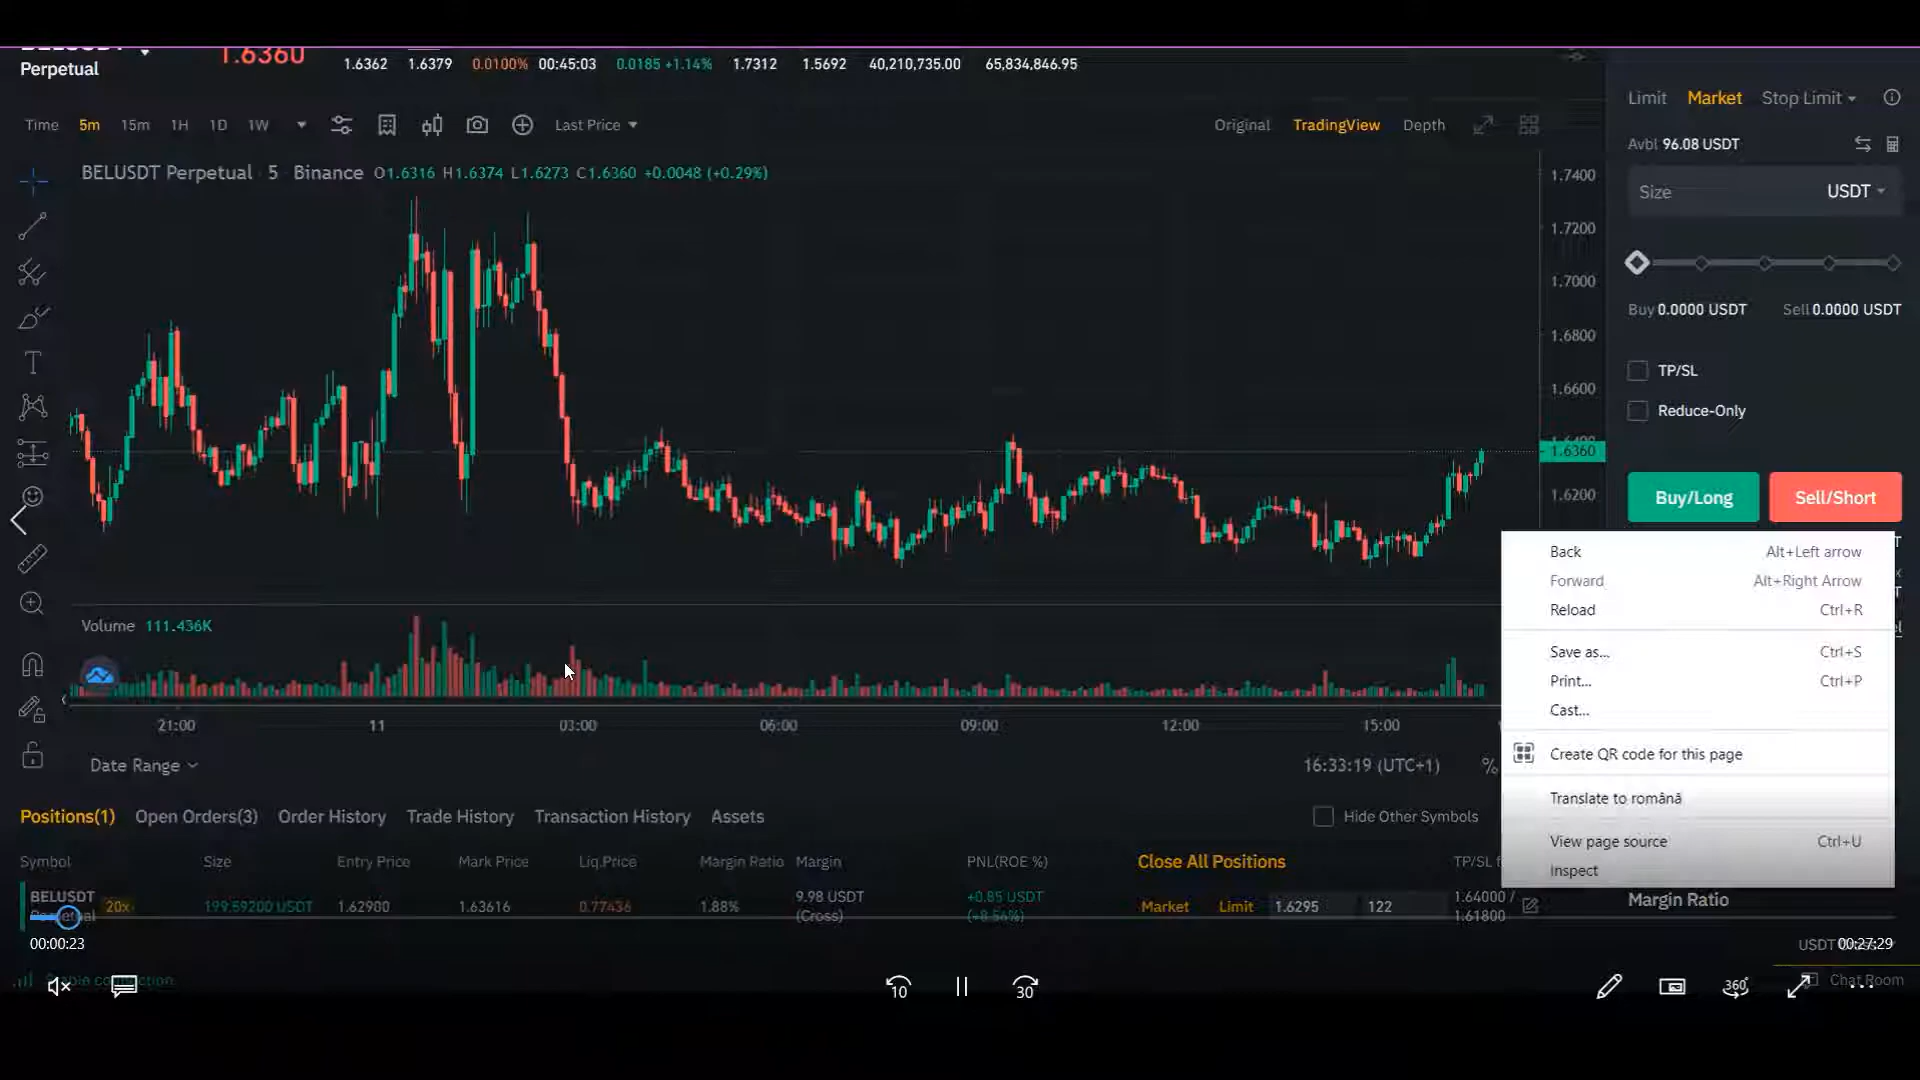 1.6360
Perpetual
1.6362 1.6379 0.0100% 00:45:03 0.0185 +1.14% 1.7312 1.5692 40,210,735.00 65,834,846.95
Limit Market Stop Limit
Time 5m 15m 1H 1D 1W Last Price Original TradingView Depth
Avbl 96.08 USDT
BELUSDT Perpetual · 5 · Binance O1.6316 H1.6374 L1.6273 C1.6360 +0.0048 (+0.29%)
1.7400
Size USDT
1.7200
1.7000
Buy 0.0000 USDT Sell 0.0000 USDT
1.6800
TP/SL
1.6600
Reduce-Only
1.6360
1.6200
Buy/Long Sell/Short
Back Alt+Left arrow
Forward Alt+Right Arrow
Reload Ctrl+R
Volume 111.436K
Save as... Ctrl+S
Print... Ctrl+P
Cast...
21:00 11 03:00 06:00 09:00 12:00 15:00
Create QR code for this page
Date Range 16:33:19 (UTC+1) %
Translate to română
Positions(1) Open Orders(3) Order History Trade History Transaction History Assets Hide Other Symbols
View page source Ctrl+U
Symbol Size Entry Price Mark Price Liq.Price Margin Ratio Margin PNL(ROE %) Close All Positions TP/SL
Inspect
BELUSDT 20x 199.59200 USDT 1.62900 1.63616 0.77436 1.88% 9.98 USDT +0.85 USDT Market Limit 1.6295 122 1.64000 /
Perpetual (Cross) (+8.54%) 1.61800
Margin Ratio
00:00:23 USDT 00:27:29
10 30 360°
Chat Room